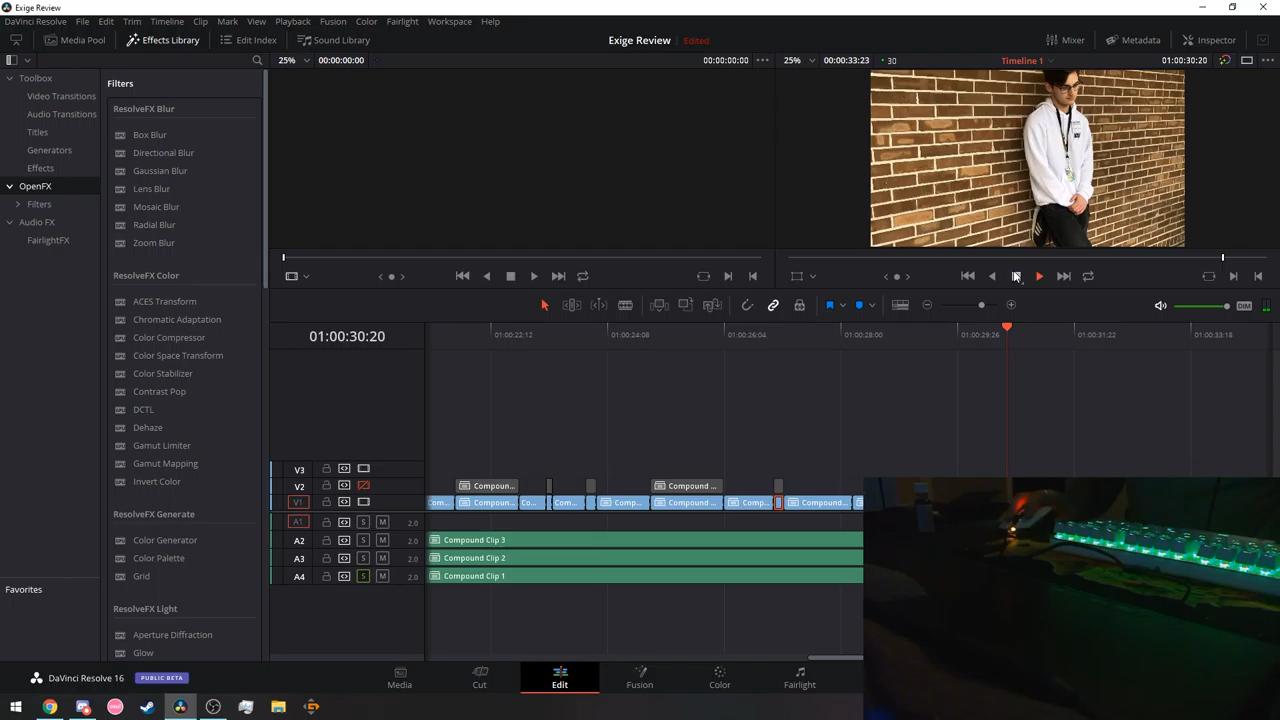 Exige Review
DaVinci Resolve File Edit Trim Timeline Clip Mark View Playback Fusion Color Fairlight Workspace Help
Media Pool Effects Library Edit Index Sound Library Exige Review Edited Mixer Metadata Inspector
25% 00:00:00:00 00:00:00:00 25% 00:00:33:23 30 Timeline 1 01:00:30:20
Toolbox
Video Transitions
Audio Transitions
Titles
Generators
Effects
OpenFX
Filters
Audio FX
FairlightFX
Favorites
Filters
ResolveFX Blur
Box Blur
Directional Blur
Gaussian Blur
Lens Blur
Mosaic Blur
Radial Blur
Zoom Blur
ResolveFX Color
ACES Transform
Chromatic Adaptation
Color Compressor
Color Space Transform
Color Stabilizer
Contrast Pop
DCTL
Dehaze
Gamut Limiter
Gamut Mapping
Invert Color
ResolveFX Generate
Color Generator
Color Palette
Grid
ResolveFX Light
Aperture Diffraction
Glow
DIM
01:00:30:20 01:00:22:12 01:00:24:08 01:00:26:04 01:00:28:00 01:00:29:26 01:00:31:22 01:00:33:18
V3
V2 Compoun... Compound ...
V1 Com... Compoun... Co... Com... Comp... Compound ... Comp... Compound...
A1 S M 2.0
A2 S M 2.0 Compound Clip 3
A3 S M 2.0 Compound Clip 2
A4 S M 2.0 Compound Clip 1
DaVinci Resolve 16 PUBLIC BETA Media Cut Edit Fusion Color Fairlight